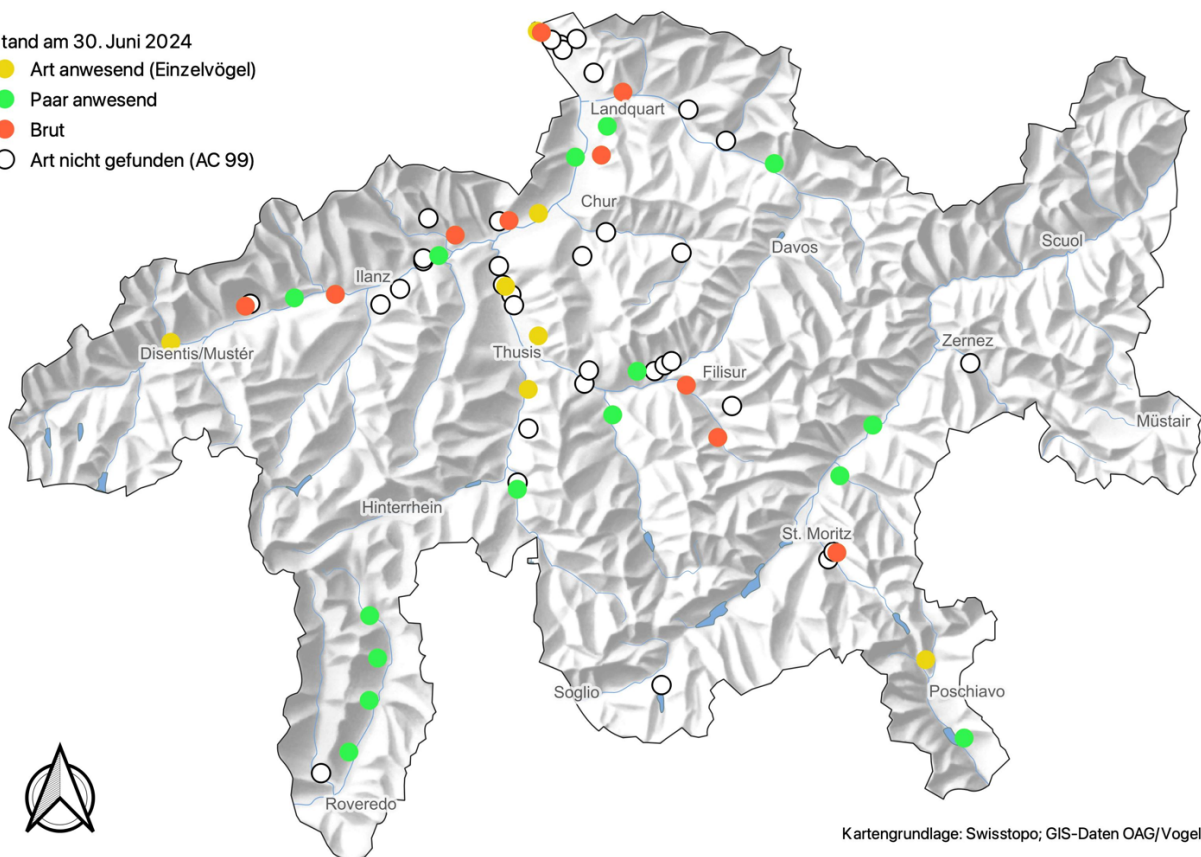 tand am 30. Juni 2024
Art anwesend (Einzelvögel)
Paar anwesend
Brut
Art nicht gefunden (AC 99)
Landquart
Chur
Davos
Scuol
Ilanz
Zernez
Disentis/Mustér
Thusis
Filisur
Müstair
Hinterrhein
St. Moritz
Soglio
Poschiavo
Roveredo
Kartengrundlage: Swisstopo; GIS-Daten OAG/Vogel